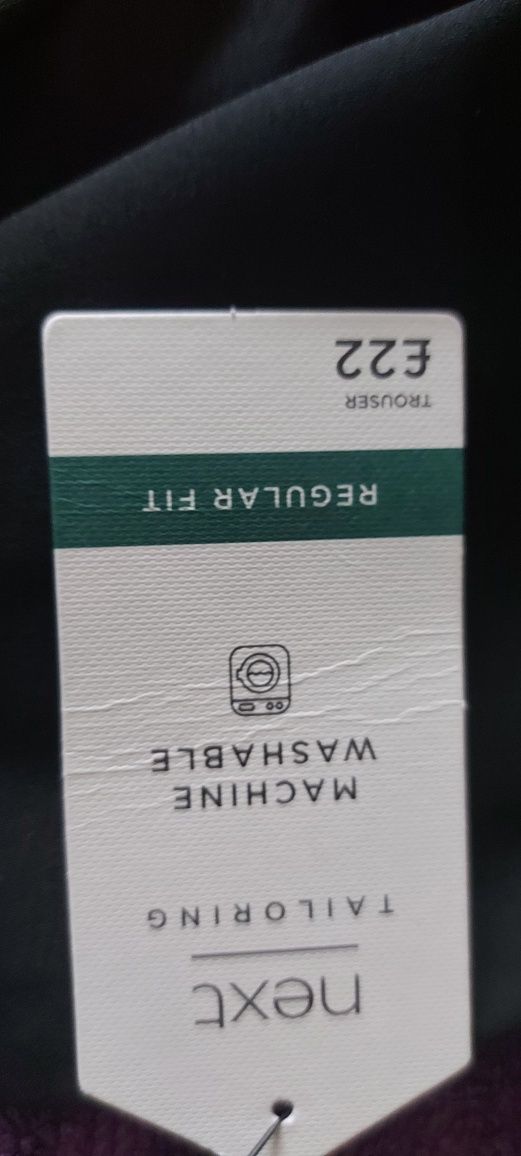 next
TAILORING
MACHINE
WASHABLE
REGULAR FIT
TROUSER
£22